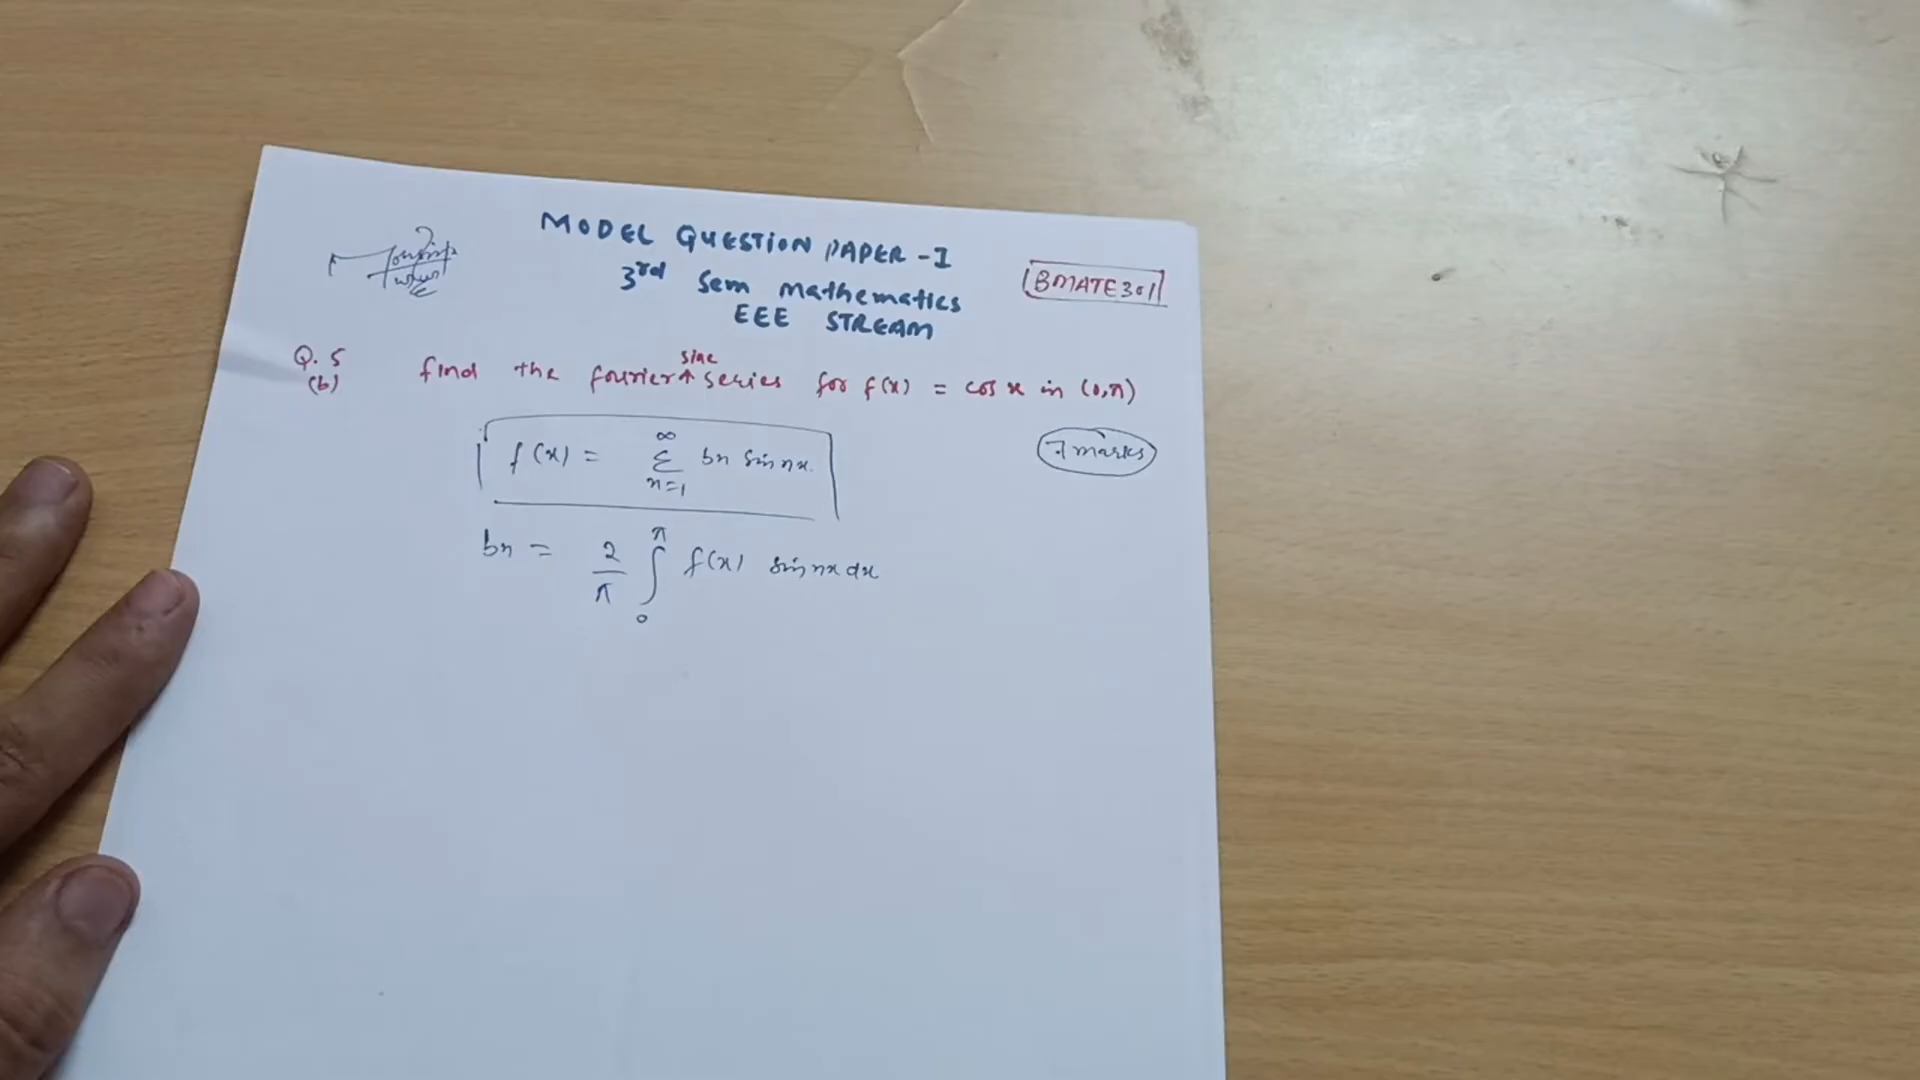 MODEL QUESTION PAPER - I
3rd Sem mathematics
EEE STREAM
BMATE301
Q. 5
(b)
find the fourier sine series for f(x) = cos x in (0,π)
7 marks
f(x) = ∞ Σ n=1 bn sin nx.
bn = 2/π ∫ π 0 f(x) sin nx dx